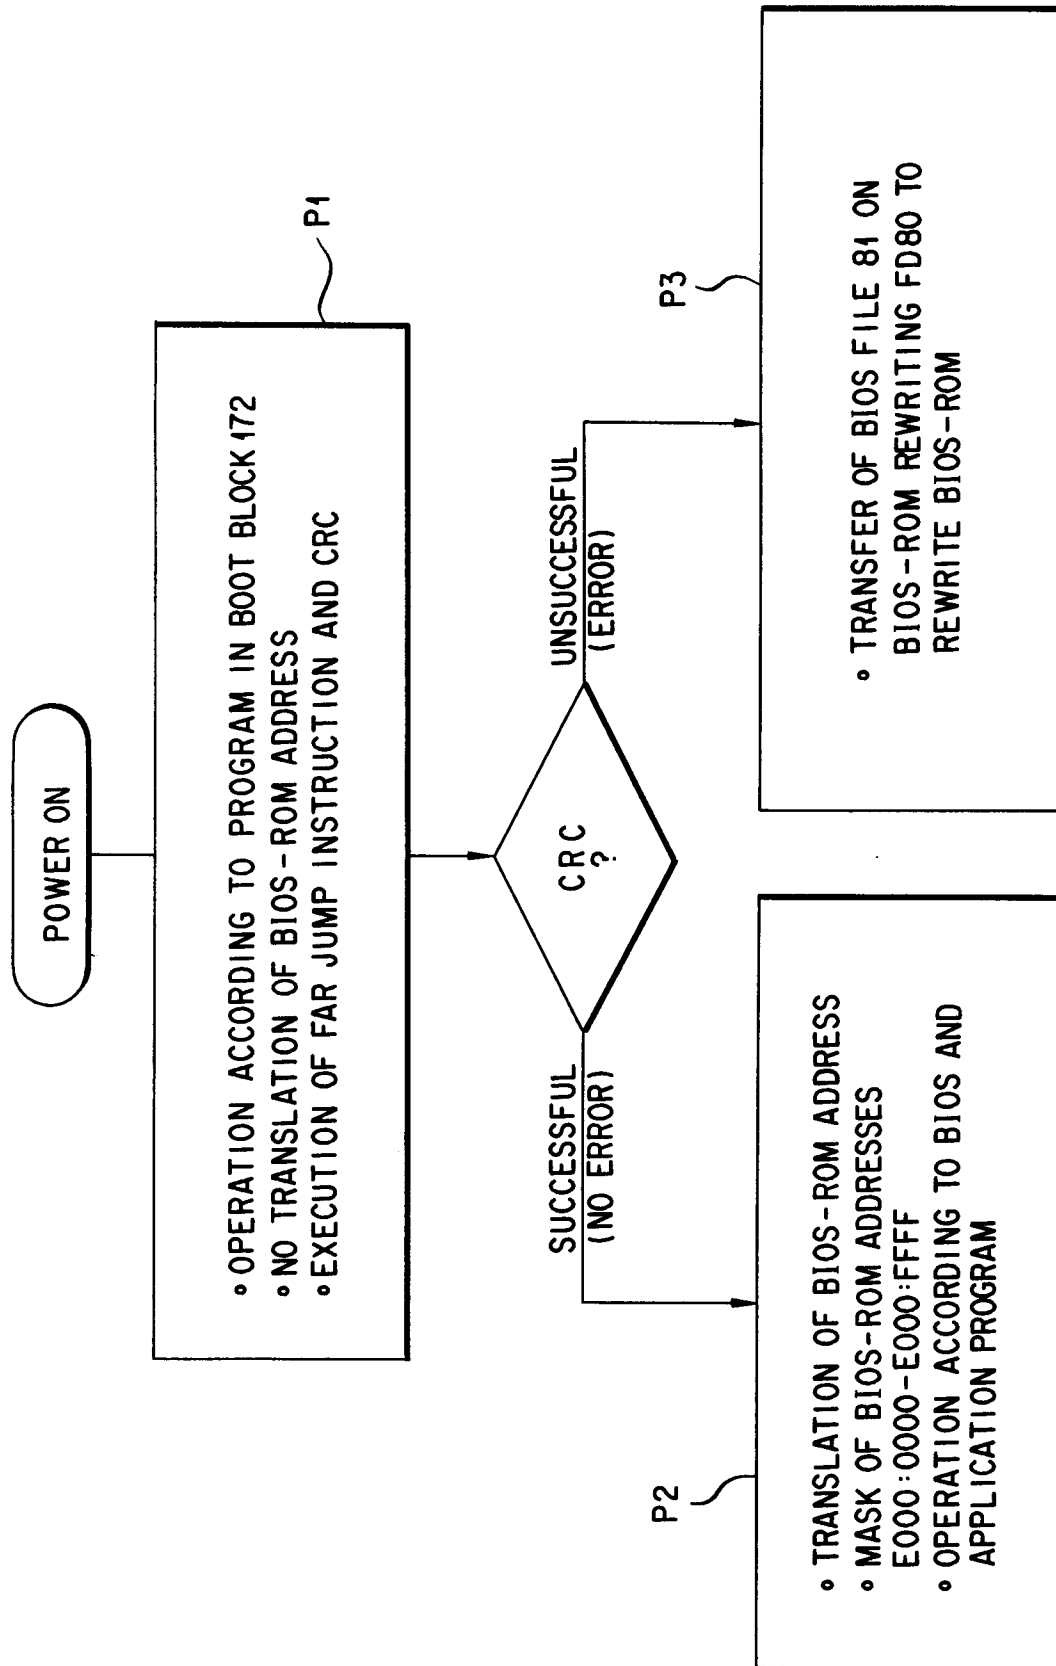 POWER ON
P1
• OPERATION ACCORDING TO PROGRAM IN BOOT BLOCK 172
• NO TRANSLATION OF BIOS-ROM ADDRESS
• EXECUTION OF FAR JUMP INSTRUCTION AND CRC
CRC
?
SUCCESSFUL
(NO ERROR)
UNSUCCESSFUL
(ERROR)
P2
• TRANSLATION OF BIOS-ROM ADDRESS
• MASK OF BIOS-ROM ADDRESSES
E000:0000-E000:FFFF
• OPERATION ACCORDING TO BIOS AND
APPLICATION PROGRAM
P3
• TRANSFER OF BIOS FILE 81 ON
BIOS-ROM REWRITING FD80 TO
REWRITE BIOS-ROM